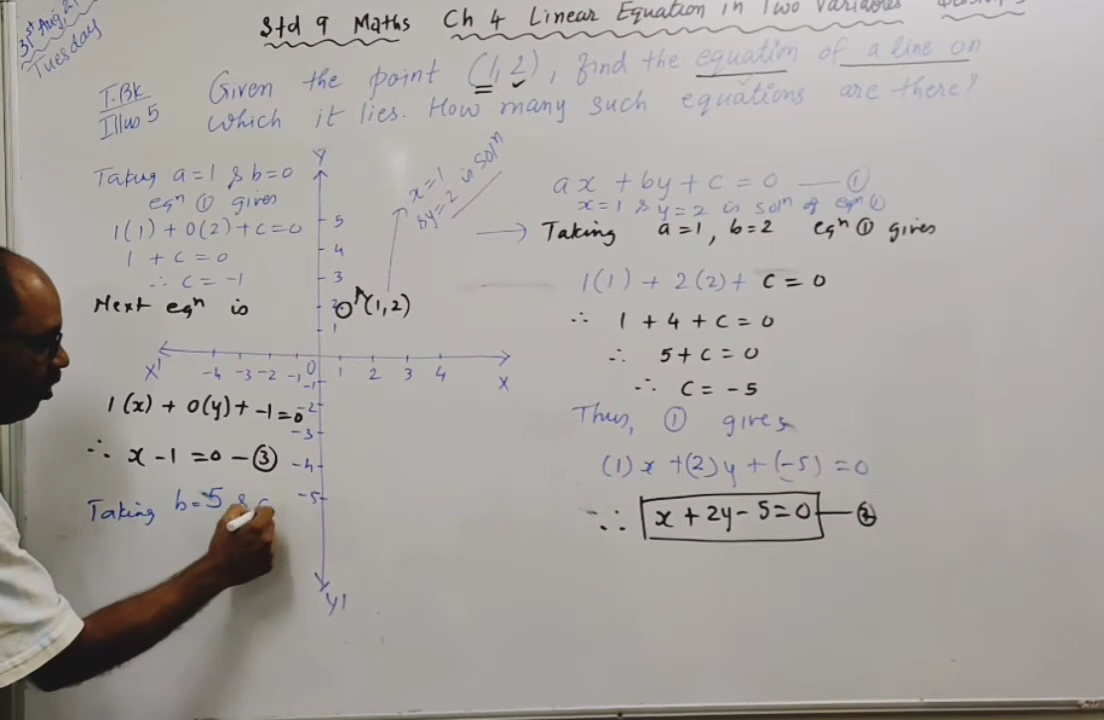 31st Aug 21
Tuesday
Std 9 Maths Ch 4 Linear Equation in Two Variables
T.Bk
Illus 5
Given the point (1,2), find the equation of a line on
which it lies. How many such equations are there?
Taking a=1 & b=0
eqn ① gives
1(1) + 0(2) + c = 0
1 + c = 0
∴ c = -1
Next eqn is
1(x) + 0(y) + -1 = 0
∴ x - 1 = 0 - ③
Taking b = 5 & c
Y
5
4
3
2
1
(1,2)
x=1
by=2 is soln
X' -4 -3 -2 -1 0 1 2 3 4 X
-1
-2
-3
-4
-5
Y1
ax + by + c = 0 — ①
x=1 & y=2 is soln of eqn ①
→ Taking a=1, b=2 eqn ① gives
1(1) + 2(2) + c = 0
∴ 1 + 4 + c = 0
∴ 5 + c = 0
∴ c = -5
Thus, ① gives
(1)x + (2)y + (-5) = 0
∴ x + 2y - 5 = 0 — ②